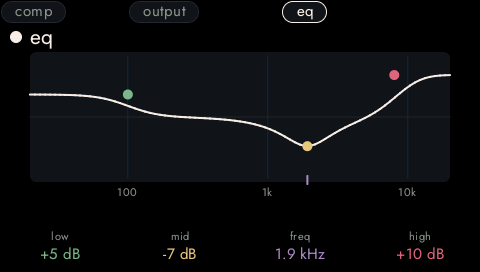 comp output eq
eq
100 1k 10k
low mid freq high
+5 dB -7 dB 1.9 kHz +10 dB